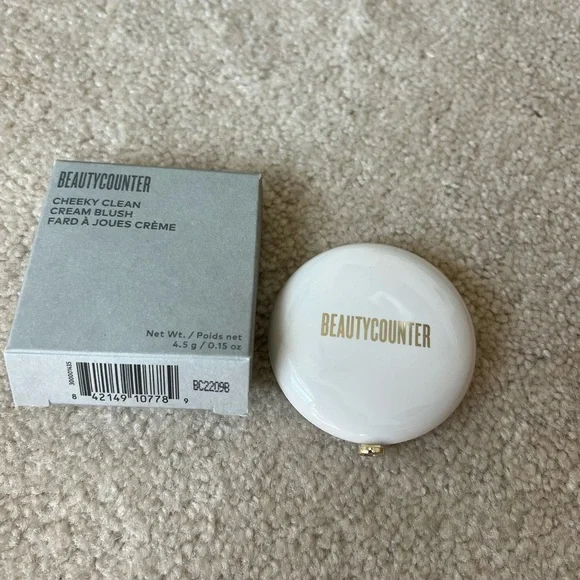 BEAUTYCOUNTER
CHEEKY CLEAN
CREAM BLUSH
FARD À JOUES CRÈME
Net Wt. / Poids net
4.5 g / 0.15 oz
300001435
BC2209B
8 42149 10778 9
BEAUTYCOUNTER